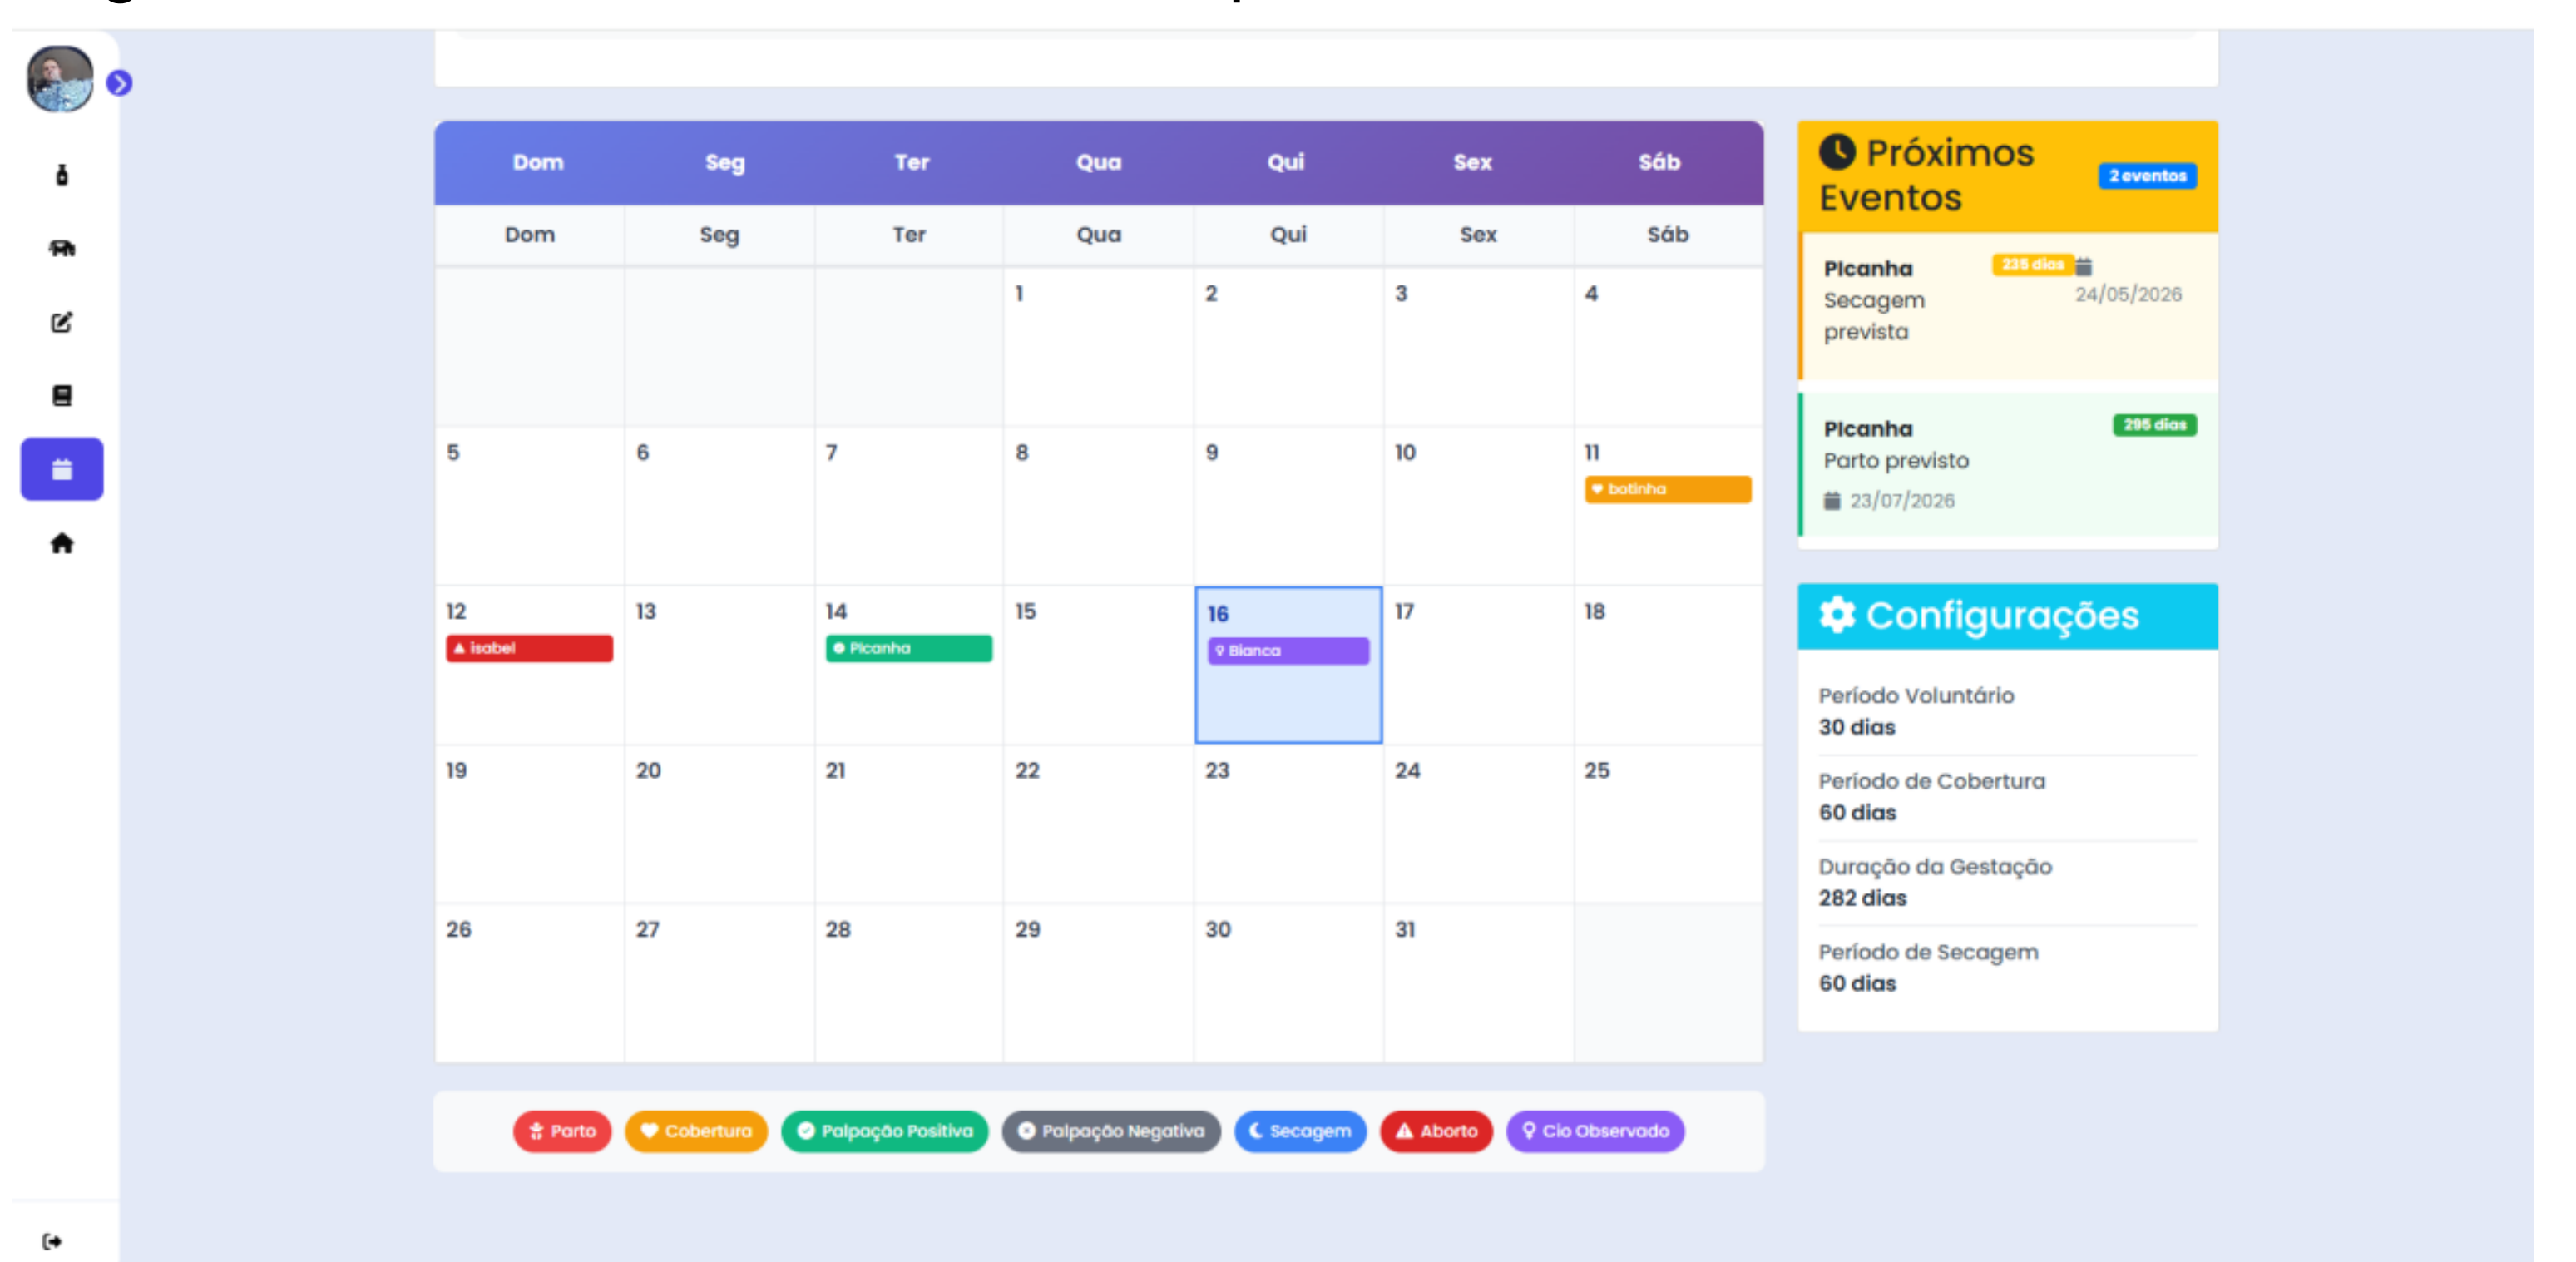 Dom Seg Ter Qua Qui Sex Sáb
Dom Seg Ter Qua Qui Sex Sáb
1 2 3 4
5 6 7 8 9 10 11
botinha
12 13 14 15 16 17 18
isabel PIcanha Bianca
19 20 21 22 23 24 25
26 27 28 29 30 31
Parto Cobertura Palpação Positiva Palpação Negativa Secagem Aborto Cio Observado
Próximos
Eventos
2 eventos
PIcanha 235 dias
Secagem 24/05/2026
prevista
PIcanha 295 dias
Parto previsto
23/07/2026
Configurações
Período Voluntário
30 dias
Período de Cobertura
60 dias
Duração da Gestação
282 dias
Período de Secagem
60 dias